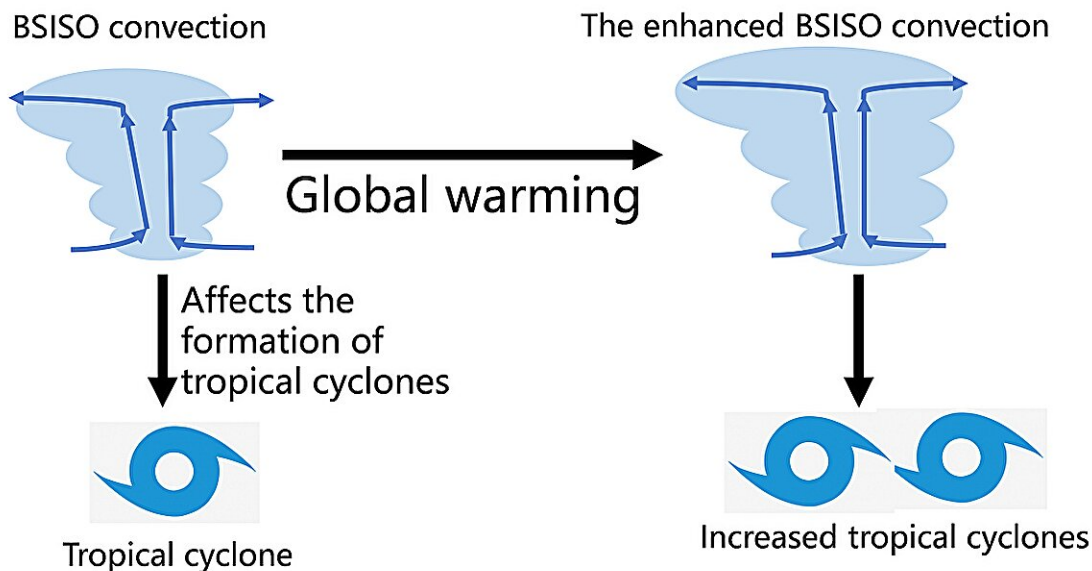 BSISO convection
The enhanced BSISO convection
Global warming
Affects the
formation of
tropical cyclones
Tropical cyclone
Increased tropical cyclones